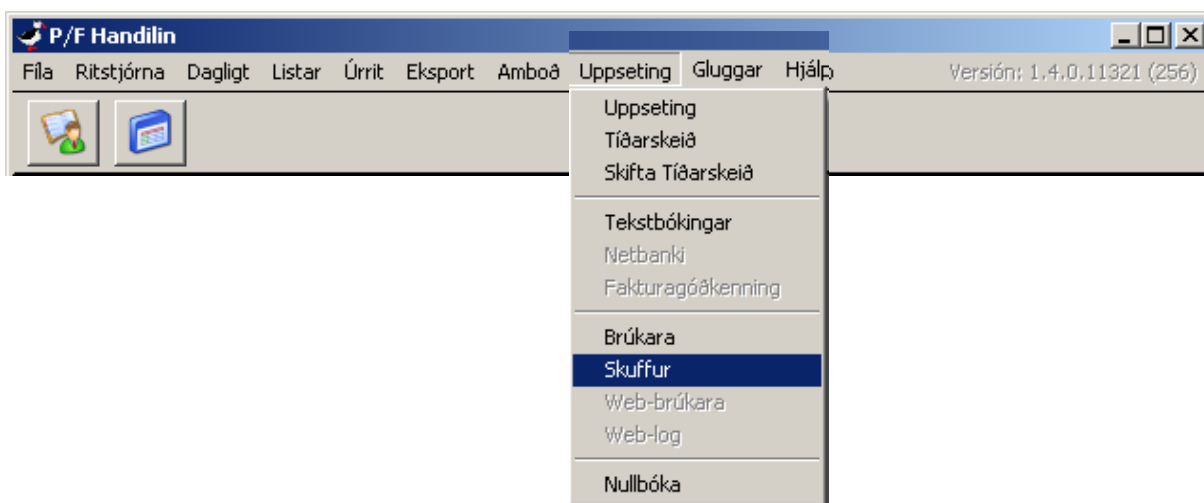 P/F Handilin
Fíla Ritstjórna Dagligt Listar Úrrit Eksport Amboð Uppseting Gluggar Hjálp Versión: 1.4.0.11321 (256)
Uppseting
Tíðarskeið
Skifta Tíðarskeið
Tekstbókingar
Netbanki
Fakturagóðkenning
Brúkara
Skuffur
Web-brúkara
Web-log
Nullbóka